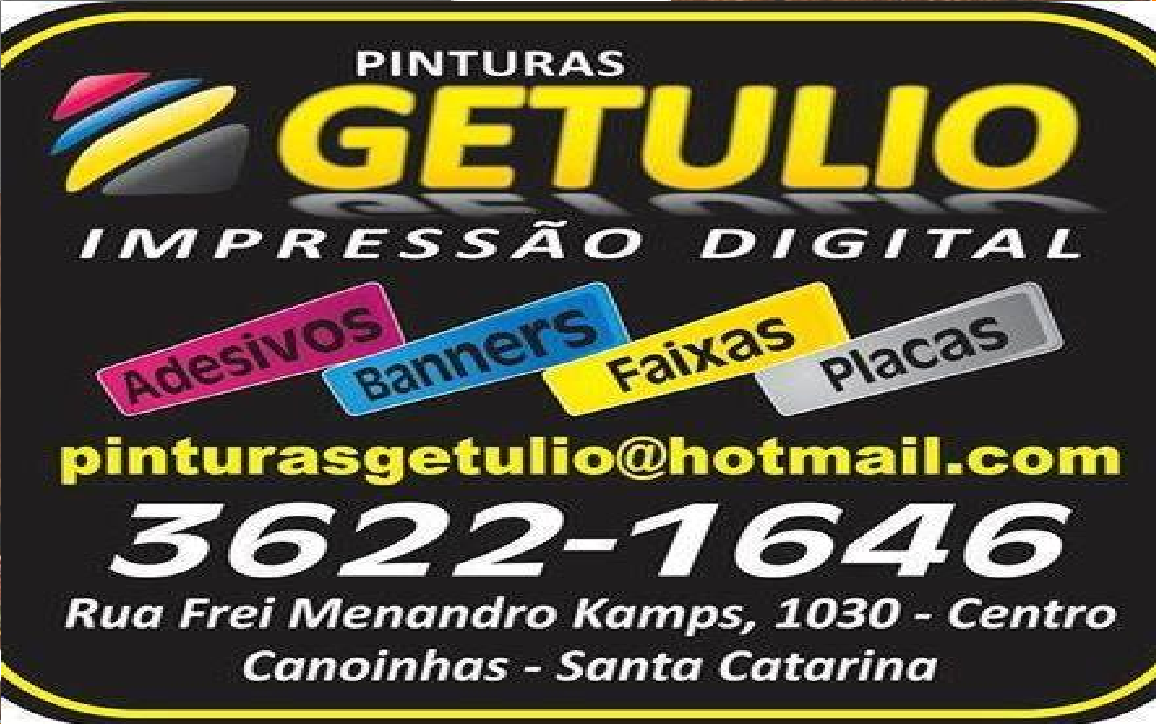 PINTURAS
GETULIO
IMPRESSÃO DIGITAL
Adesivos Banners Faixas Placas
pinturasgetulio@hotmail.com
3622-1646
Rua Frei Menandro Kamps, 1030 - Centro
Canoinhas - Santa Catarina